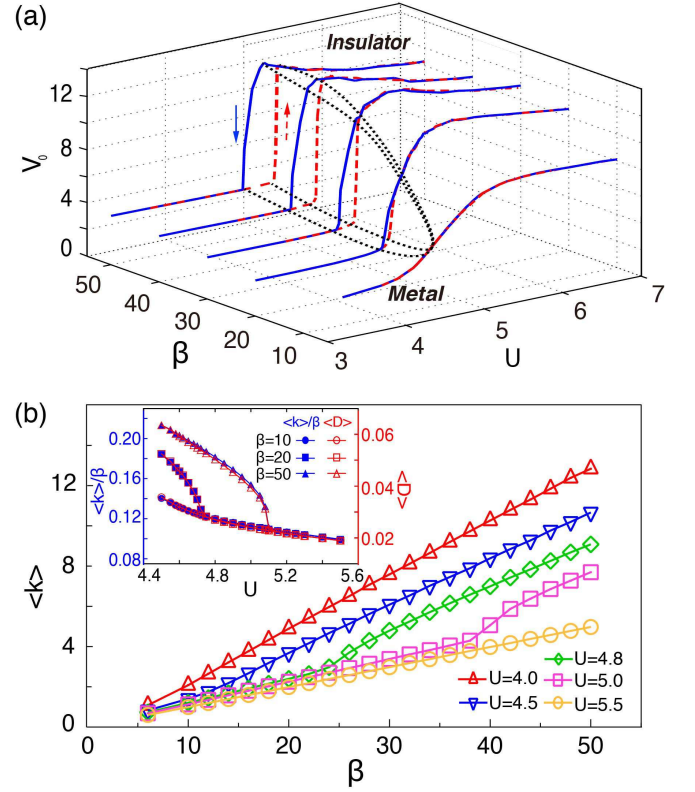 (a)
Insulator
12
8
4
0
V₀
50
40
30
20
10
β
Metal
3
4
5
6
7
U
(b)
<k>/β <D>
β=10
β=20
β=50
0.20
0.16
0.12
0.08
<k>/β
0.06
0.04
0.02
<D>
4.4 4.8 5.2 5.6
U
12
8
4
0
<k>
U=4.8
U=4.0 U=5.0
U=4.5 U=5.5
0 10 20 30 40 50 60
β